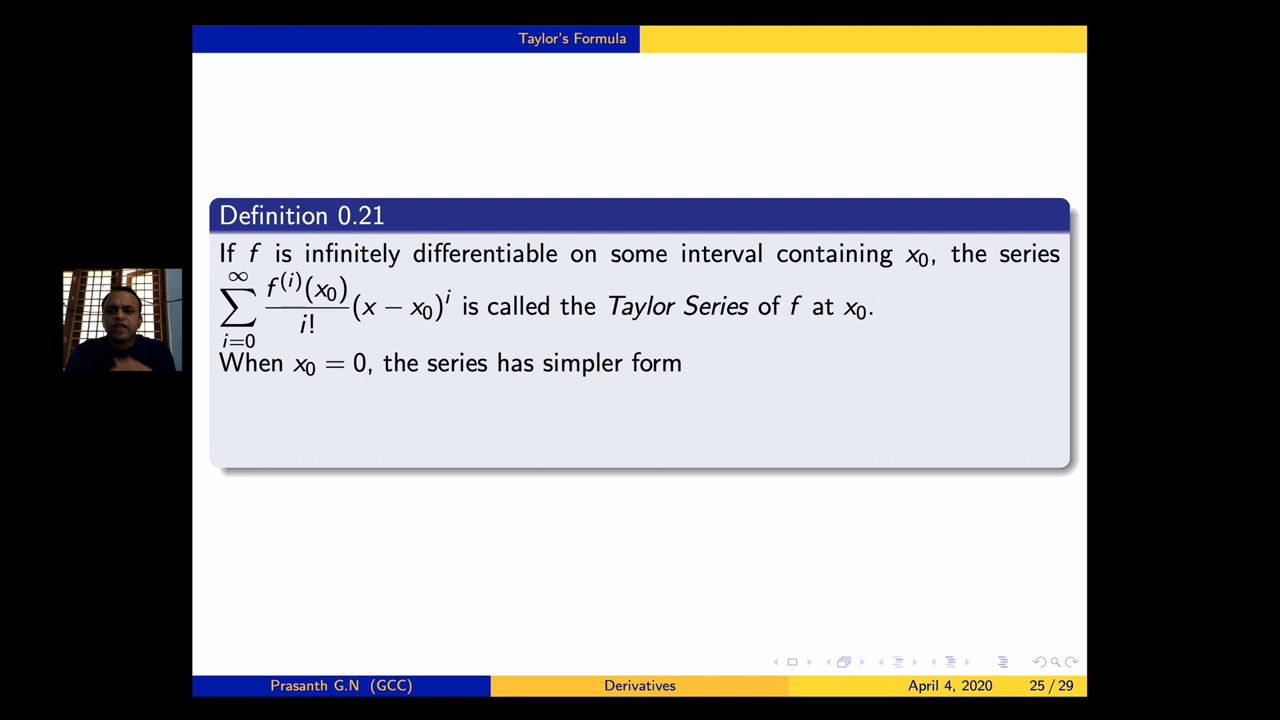 Taylor's Formula
Definition 0.21
If f is infinitely differentiable on some interval containing x₀, the series
∑_{i=0}^{∞} \frac{f^{(i)}(x₀)}{i!}(x − x₀)^i is called the Taylor Series of f at x₀.
When x₀ = 0, the series has simpler form
Prasanth G.N (GCC) Derivatives April 4, 2020 25 / 29